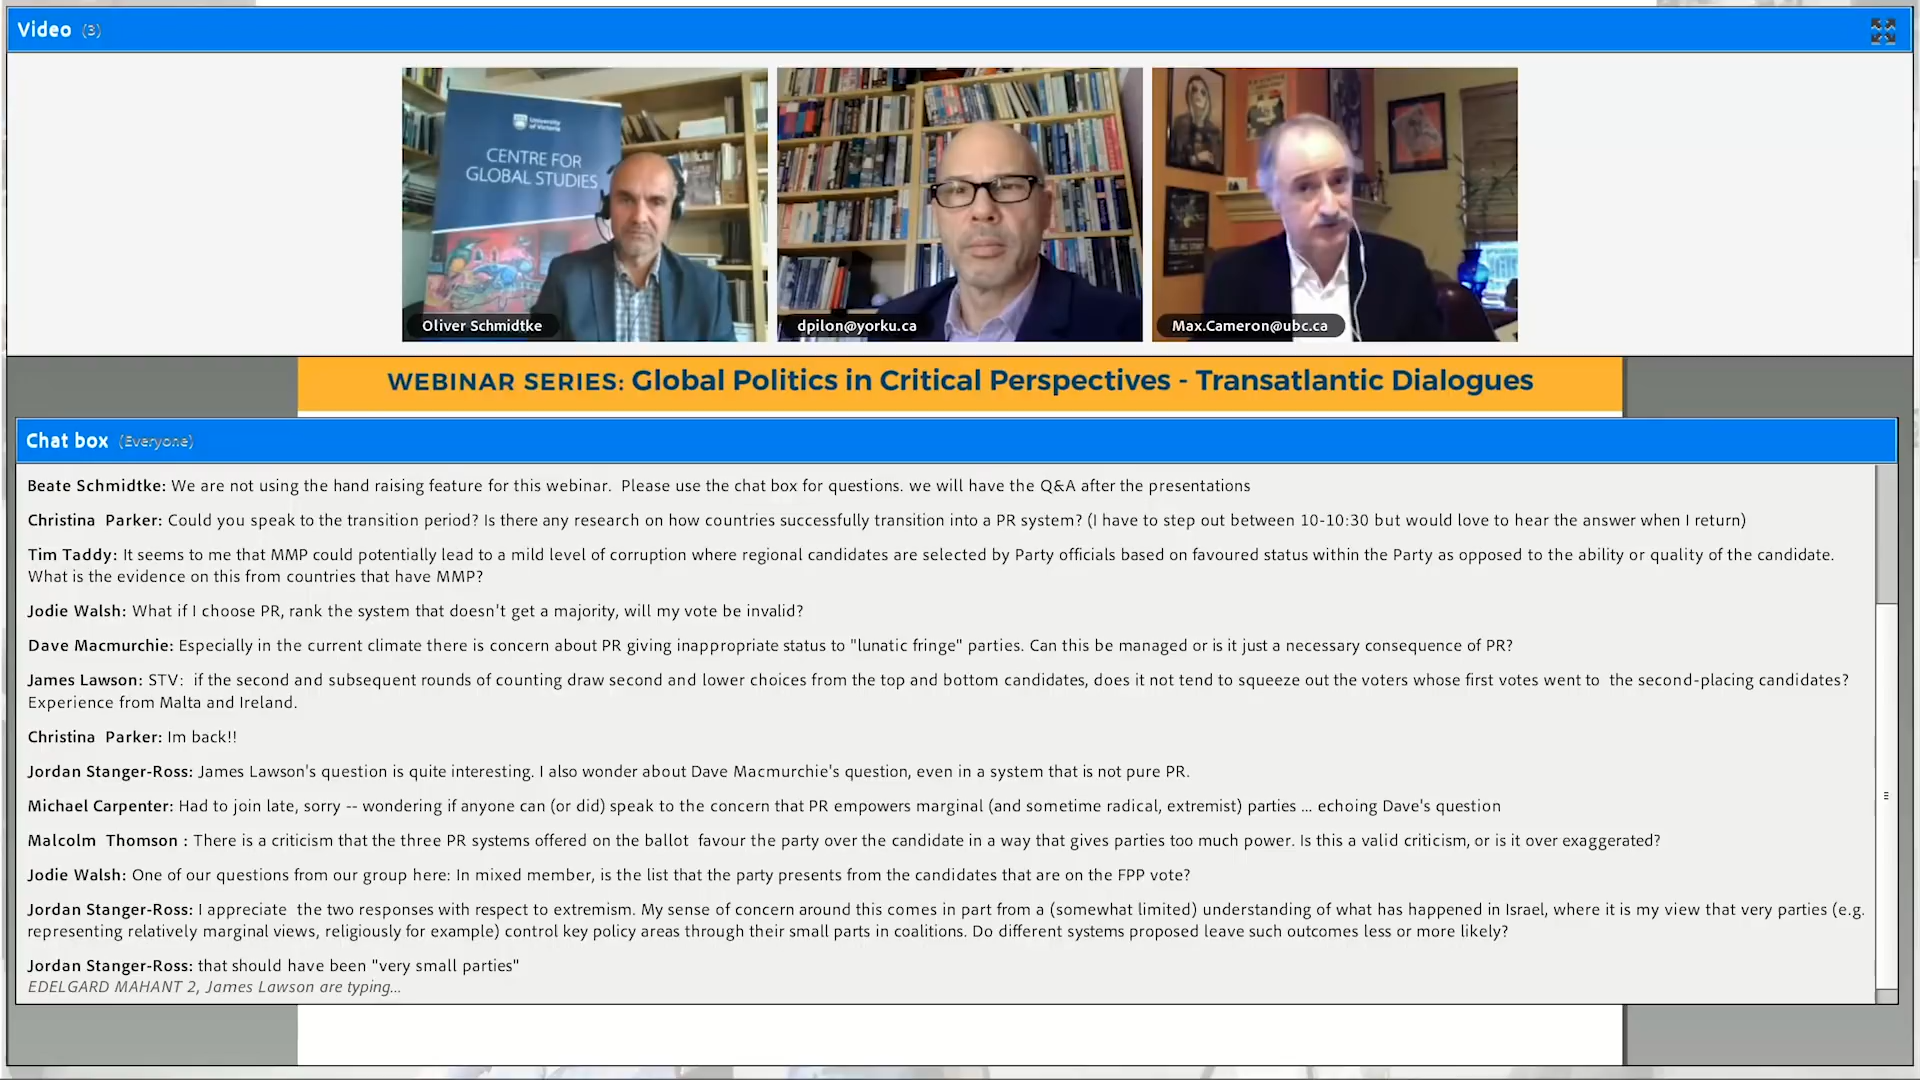 Video (3)
University
of Victoria
CENTRE FOR
GLOBAL STUDIES
Oliver Schmidtke
dpilon@yorku.ca
Max.Cameron@ubc.ca
WEBINAR SERIES: Global Politics in Critical Perspectives - Transatlantic Dialogues
Chat box (Everyone)
Beate Schmidtke: We are not using the hand raising feature for this webinar.  Please use the chat box for questions. we will have the Q&A after the presentations
Christina  Parker: Could you speak to the transition period? Is there any research on how countries successfully transition into a PR system? (I have to step out between 10-10:30 but would love to hear the answer when I return)
Tim Taddy: It seems to me that MMP could potentially lead to a mild level of corruption where regional candidates are selected by Party officials based on favoured status within the Party as opposed to the ability or quality of the candidate.
What is the evidence on this from countries that have MMP?
Jodie Walsh: What if I choose PR, rank the system that doesn't get a majority, will my vote be invalid?
Dave Macmurchie: Especially in the current climate there is concern about PR giving inappropriate status to "lunatic fringe" parties. Can this be managed or is it just a necessary consequence of PR?
James Lawson: STV:  if the second and subsequent rounds of counting draw second and lower choices from the top and bottom candidates, does it not tend to squeeze out the voters whose first votes went to  the second-placing candidates?
Experience from Malta and Ireland.
Christina  Parker: Im back!!
Jordan Stanger-Ross: James Lawson's question is quite interesting. I also wonder about Dave Macmurchie's question, even in a system that is not pure PR.
Michael Carpenter: Had to join late, sorry -- wondering if anyone can (or did) speak to the concern that PR empowers marginal (and sometime radical, extremist) parties ... echoing Dave's question
Malcolm  Thomson : There is a criticism that the three PR systems offered on the ballot  favour the party over the candidate in a way that gives parties too much power. Is this a valid criticism, or is it over exaggerated?
Jodie Walsh: One of our questions from our group here: In mixed member, is the list that the party presents from the candidates that are on the FPP vote?
Jordan Stanger-Ross: I appreciate  the two responses with respect to extremism. My sense of concern around this comes in part from a (somewhat limited) understanding of what has happened in Israel, where it is my view that very parties (e.g.
representing relatively marginal views, religiously for example) control key policy areas through their small parts in coalitions. Do different systems proposed leave such outcomes less or more likely?
Jordan Stanger-Ross: that should have been "very small parties"
EDELGARD MAHANT 2, James Lawson are typing...